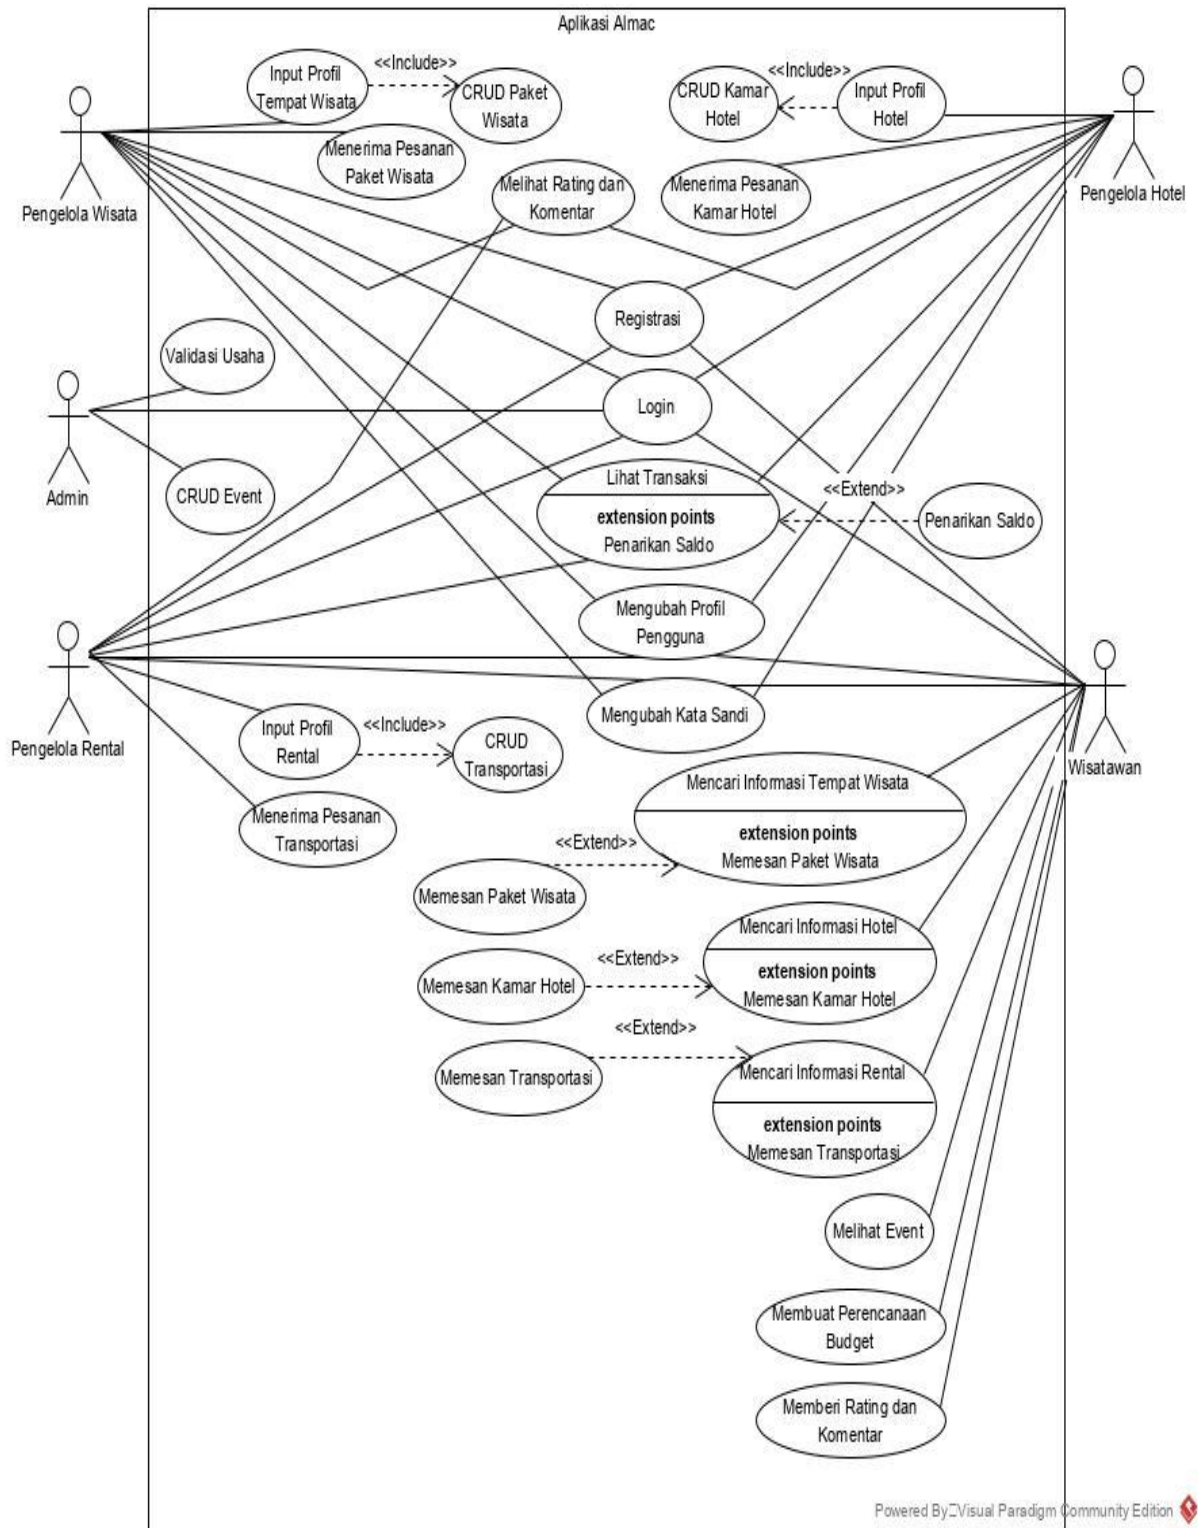 Aplikasi Almac
Input Profil
Tempat Wisata
<<Include>>
CRUD Paket
Wisata
CRUD Kamar
Hotel
<<Include>>
Input Profil
Hotel
Menerima Pesanan
Paket Wisata
Melihat Rating dan
Komentar
Menerima Pesanan
Kamar Hotel
Pengelola Wisata
Pengelola Hotel
Registrasi
Validasi Usaha
Login
Admin
CRUD Event
Lihat Transaksi
extension points
Penarikan Saldo
<<Extend>>
Penarikan Saldo
Mengubah Profil
Pengguna
Mengubah Kata Sandi
Pengelola Rental
Wisatawan
Input Profil
Rental
<<Include>>
CRUD
Transportasi
Menerima Pesanan
Transportasi
Mencari Informasi Tempat Wisata
extension points
Memesan Paket Wisata
<<Extend>>
Memesan Paket Wisata
Mencari Informasi Hotel
extension points
Memesan Kamar Hotel
<<Extend>>
Memesan Kamar Hotel
<<Extend>>
Memesan Transportasi
Mencari Informasi Rental
extension points
Memesan Transportasi
Melihat Event
Membuat Perencanaan
Budget
Memberi Rating dan
Komentar
Powered By□Visual Paradigm Community Edition